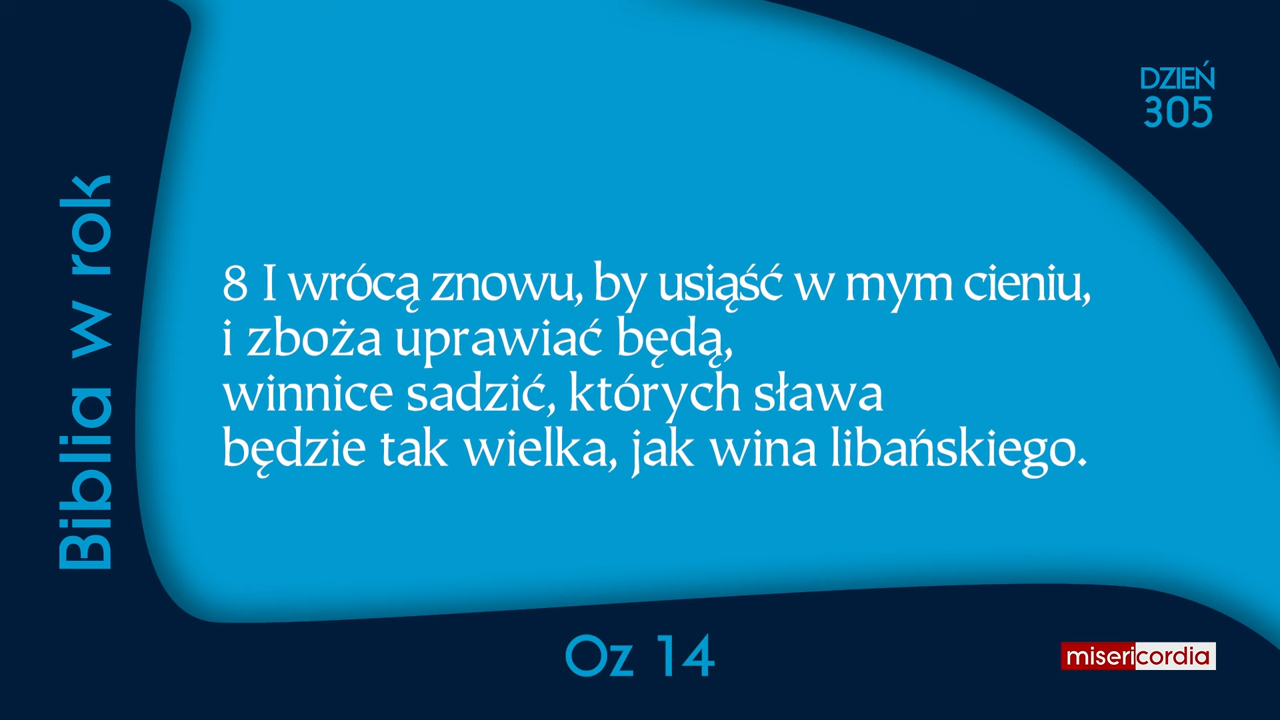 DZIEŃ
305
Biblia w rok
8 I wrócą znowu, by usiąść w mym cieniu,
i zboża uprawiać będą,
winnice sadzić, których sława
będzie tak wielka, jak wina libańskiego.
Oz 14
misericordia